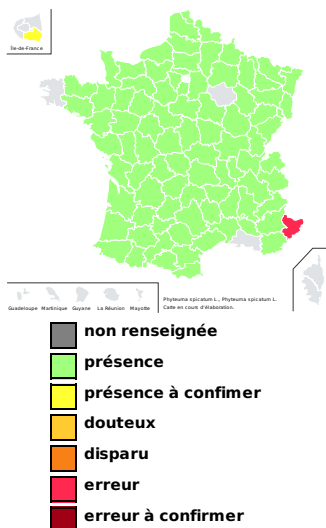 Île-de-France
Guadeloupe Martinique Guyane La Réunion Mayotte
Phyteuma spicatum L., Phyteuma spicatum L.
Carte en cours d'élaboration.
non renseignée
présence
présence à confimer
douteux
disparu
erreur
erreur à confirmer